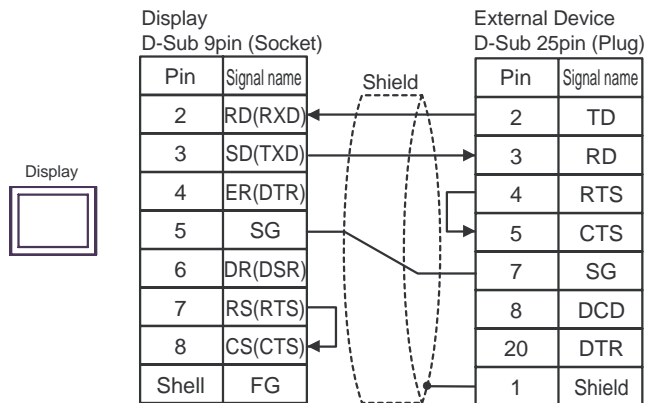 Display
D-Sub 9pin (Socket)
External Device
D-Sub 25pin (Plug)
Pin Signal name
Shield
Pin Signal name
2 RD(RXD)
2 TD
3 SD(TXD)
3 RD
Display
4 ER(DTR)
4 RTS
5 SG
5 CTS
6 DR(DSR)
7 SG
7 RS(RTS)
8 DCD
8 CS(CTS)
20 DTR
Shell FG
1 Shield